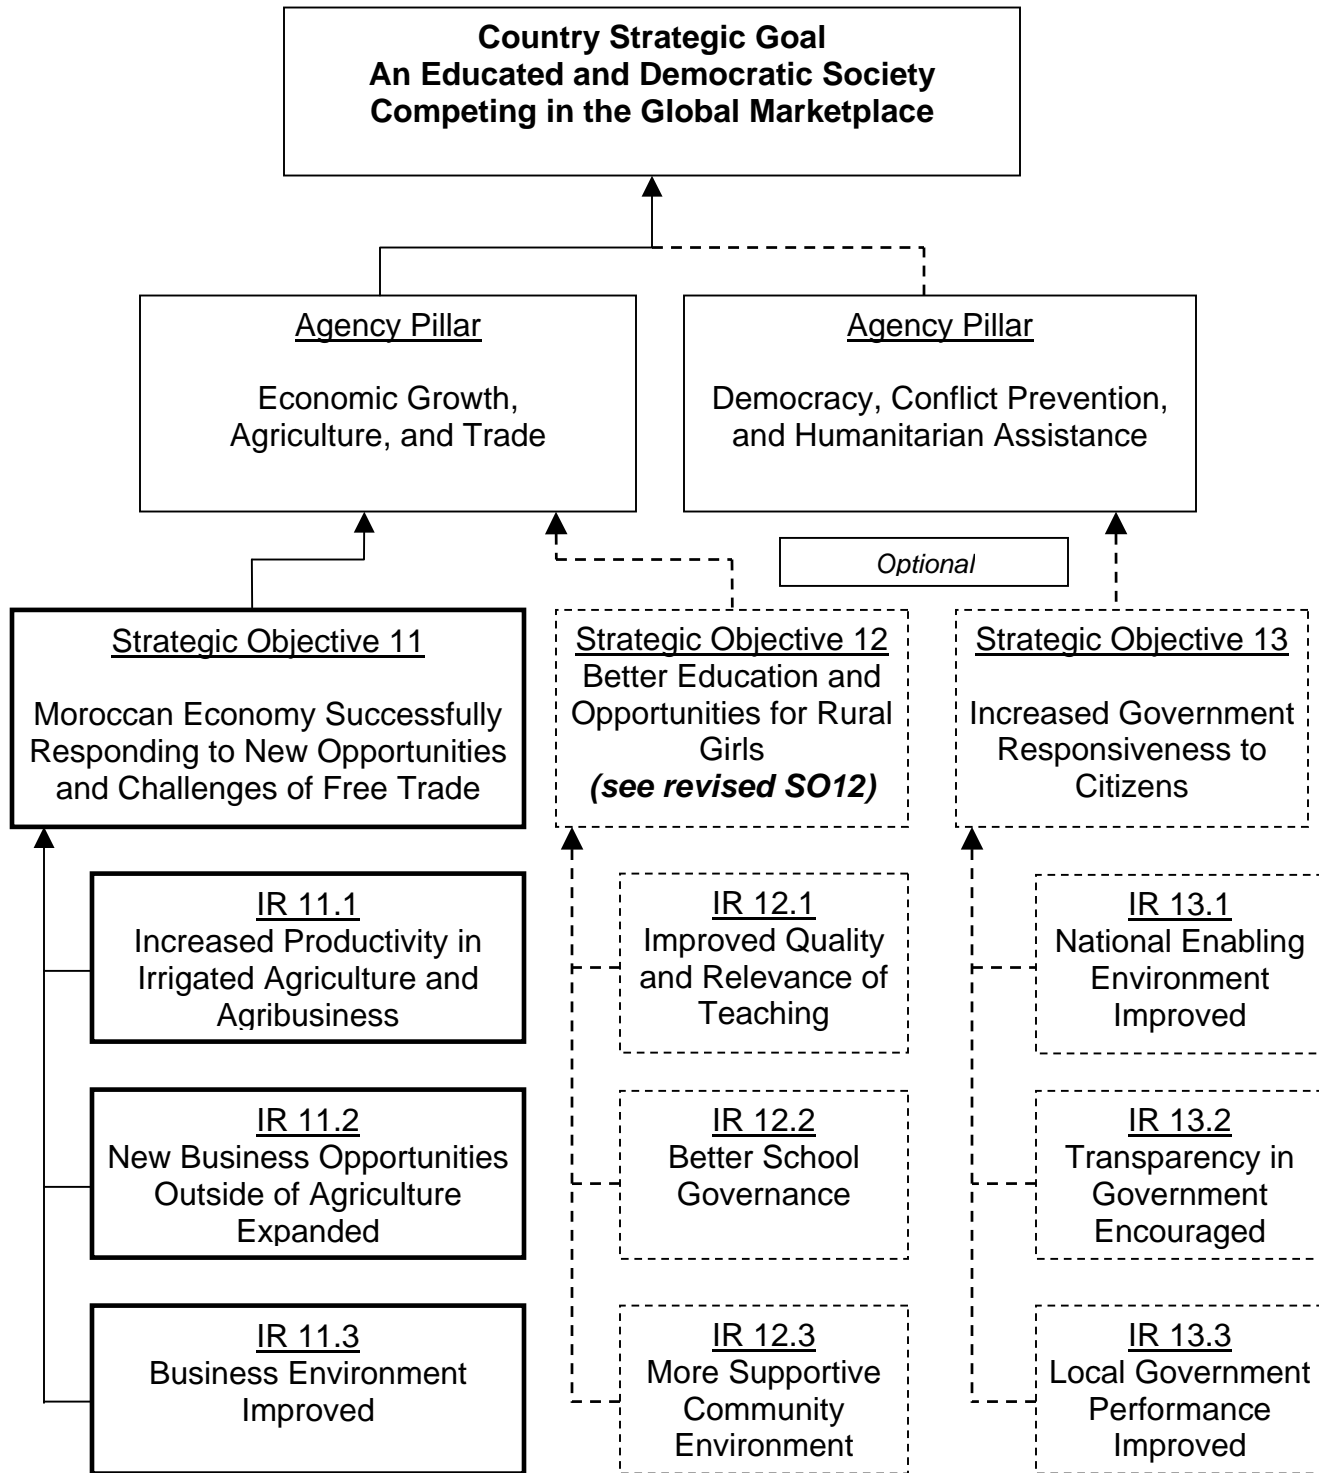 Country Strategic Goal
An Educated and Democratic Society
Competing in the Global Marketplace
Agency Pillar
Economic Growth,
Agriculture, and Trade
Agency Pillar
Democracy, Conflict Prevention,
and Humanitarian Assistance
Optional
Strategic Objective 11
Moroccan Economy Successfully
Responding to New Opportunities
and Challenges of Free Trade
Strategic Objective 12
Better Education and
Opportunities for Rural
Girls
(see revised SO12)
Strategic Objective 13
Increased Government
Responsiveness to
Citizens
IR 11.1
Increased Productivity in
Irrigated Agriculture and
Agribusiness
IR 12.1
Improved Quality
and Relevance of
Teaching
IR 13.1
National Enabling
Environment
Improved
IR 11.2
New Business Opportunities
Outside of Agriculture
Expanded
IR 12.2
Better School
Governance
IR 13.2
Transparency in
Government
Encouraged
IR 11.3
Business Environment
Improved
IR 12.3
More Supportive
Community
Environment
IR 13.3
Local Government
Performance
Improved